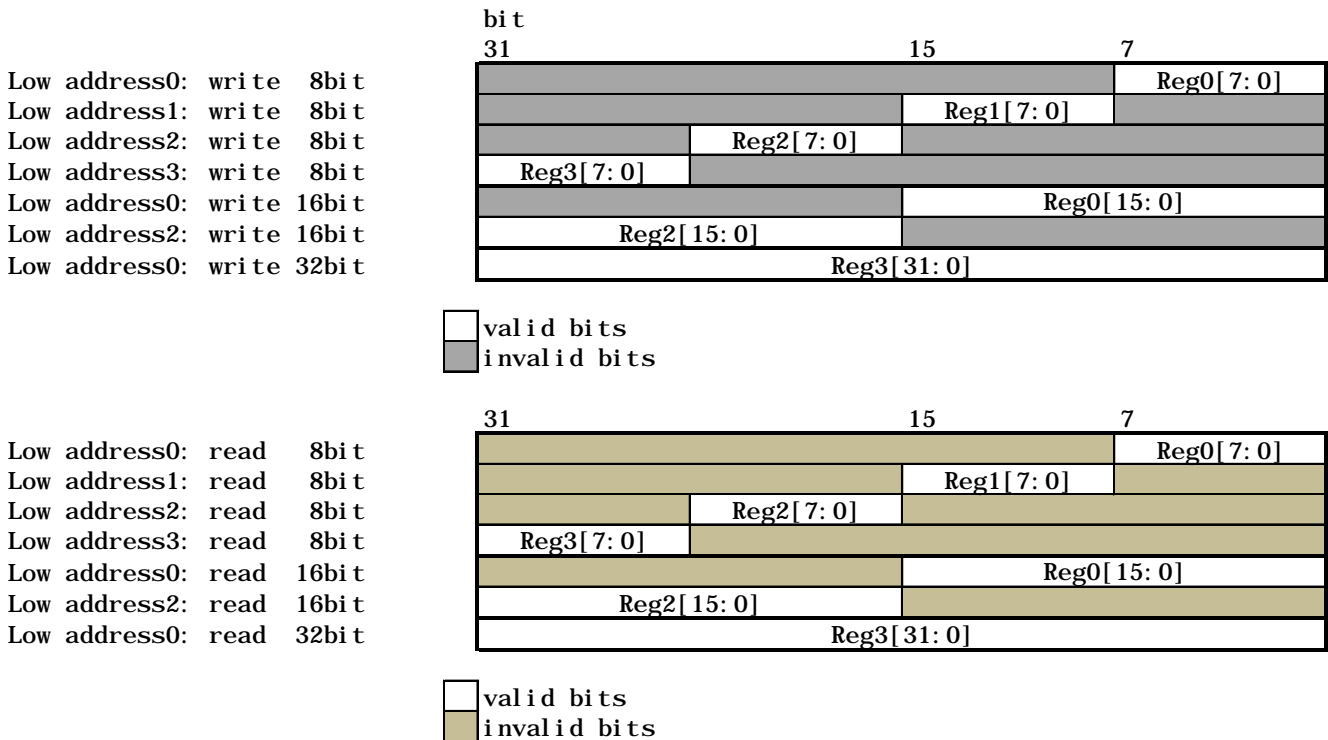 bit
31 15 7
Low address0: write 8bit Reg0[7:0]
Low address1: write 8bit Reg1[7:0]
Low address2: write 8bit Reg2[7:0]
Low address3: write 8bit Reg3[7:0]
Low address0: write 16bit Reg0[15:0]
Low address2: write 16bit Reg2[15:0]
Low address0: write 32bit Reg3[31:0]
valid bits
invalid bits
31 15 7
Low address0: read 8bit Reg0[7:0]
Low address1: read 8bit Reg1[7:0]
Low address2: read 8bit Reg2[7:0]
Low address3: read 8bit Reg3[7:0]
Low address0: read 16bit Reg0[15:0]
Low address2: read 16bit Reg2[15:0]
Low address0: read 32bit Reg3[31:0]
valid bits
invalid bits